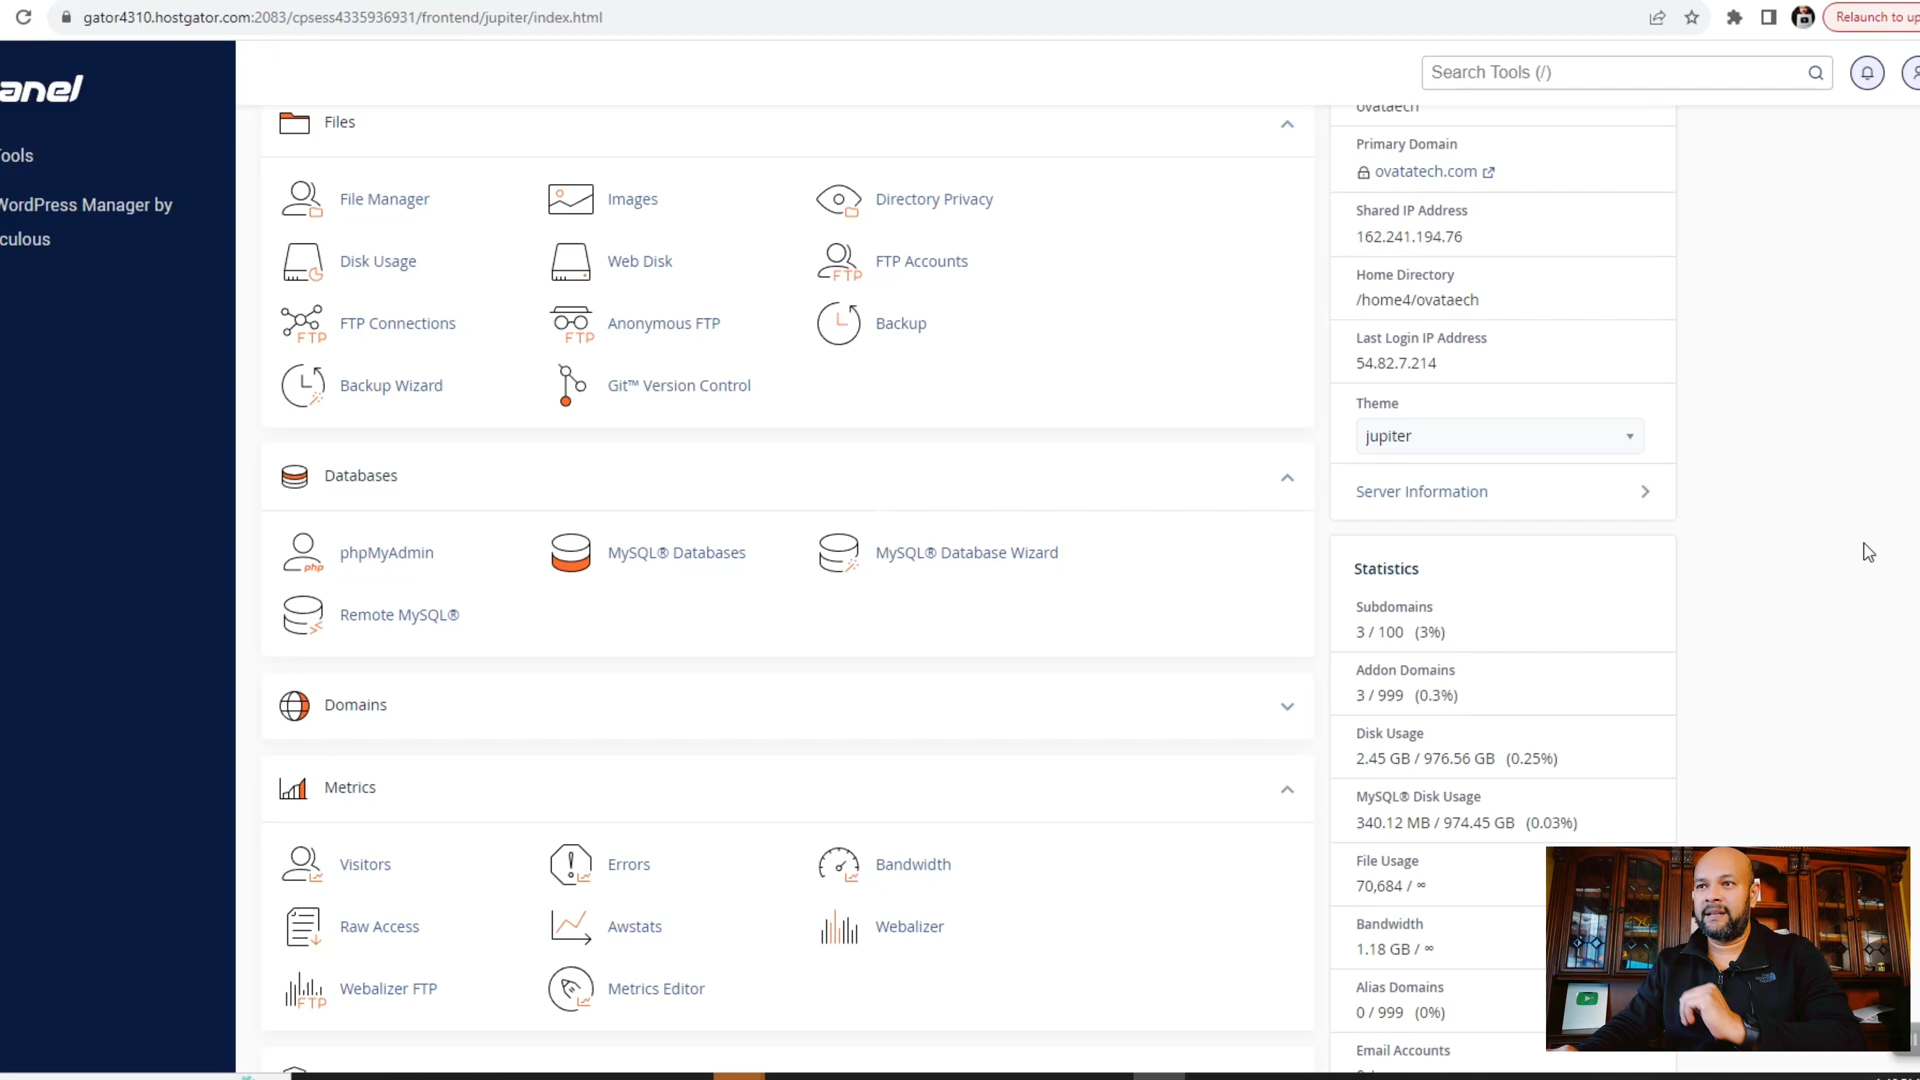 gator4310.hostgator.com:2083/cpsess4335936931/frontend/jupiter/index.html
Relaunch to up
anel
Search Tools (/)
Tools
WordPress Manager by
culous
Files
File Manager
Images
Directory Privacy
Disk Usage
Web Disk
FTP Accounts
FTP
FTP Connections
FTP
Anonymous FTP
FTP
Backup
Backup Wizard
Git™ Version Control
Databases
phpMyAdmin
php
MySQL® Databases
MySQL® Database Wizard
Remote MySQL®
Domains
Metrics
Visitors
Errors
Bandwidth
Raw Access
Awstats
Webalizer
Webalizer FTP
FTP
Metrics Editor
ovataech
Primary Domain
ovatatech.com
Shared IP Address
162.241.194.76
Home Directory
/home4/ovataech
Last Login IP Address
54.82.7.214
Theme
jupiter
Server Information
Statistics
Subdomains
3 / 100 (3%)
Addon Domains
3 / 999 (0.3%)
Disk Usage
2.45 GB / 976.56 GB (0.25%)
MySQL® Disk Usage
340.12 MB / 974.45 GB (0.03%)
File Usage
70,684 / ∞
Bandwidth
1.18 GB / ∞
Alias Domains
0 / 999 (0%)
Email Accounts